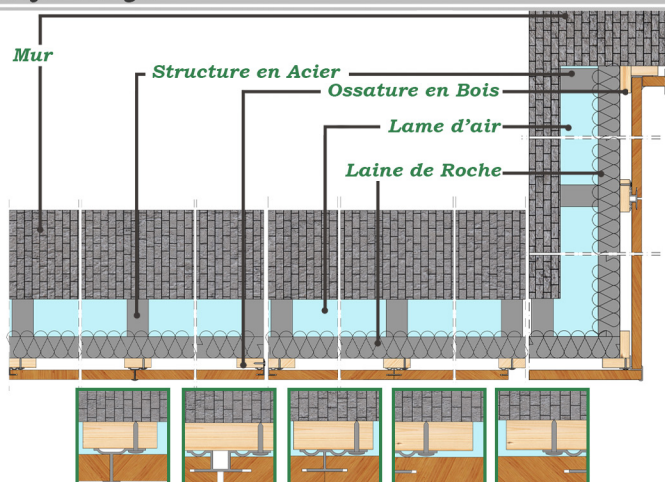 Mur
Structure en Acier
Ossature en Bois
Lame d'air
Laine de Roche